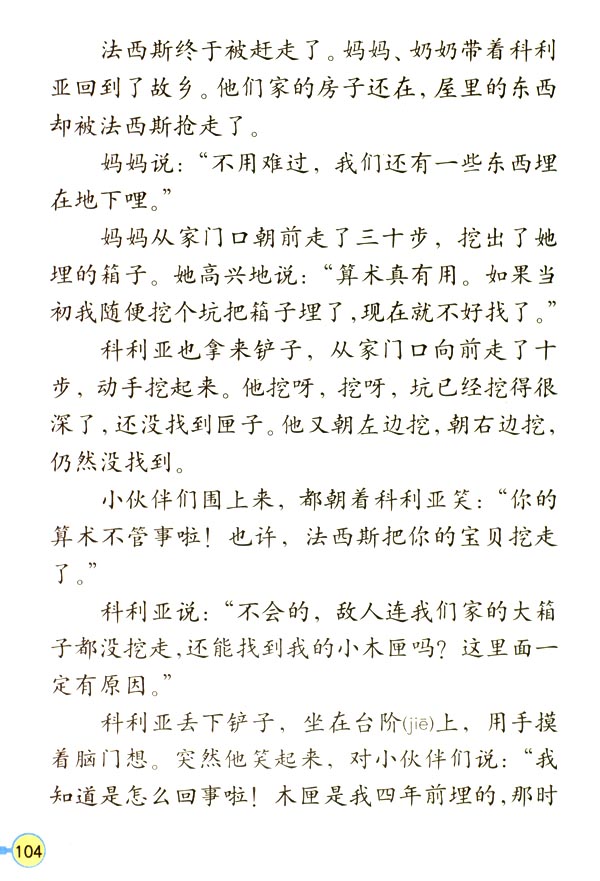 法西斯终于被赶走了。妈妈、奶奶带着科利
亚回到了故乡。他们家的房子还在，屋里的东西
却被法西斯抢走了。
妈妈说：“不用难过，我们还有一些东西埋
在地下哩。”
妈妈从家门口朝前走了三十步，挖出了她
埋的箱子。她高兴地说：“算术真有用。如果当
初我随便挖个坑把箱子埋了，现在就不好找了。”
科利亚也拿来铲子，从家门口向前走了十
步，动手挖起来。他挖呀，挖呀，坑已经挖得很
深了，还没找到匣子。他又朝左边挖，朝右边挖，
仍然没找到。
小伙伴们围上来，都朝着科利亚笑：“你的
算术不管事啦！也许，法西斯把你的宝贝挖走
了。”
科利亚说：“不会的，敌人连我们家的大箱
子都没挖走，还能找到我的小木匣吗？这里面一
定有原因。”
科利亚丢下铲子，坐在台阶(jiē)上，用手摸
着脑门想。突然他笑起来，对小伙伴们说：“我
知道是怎么回事啦！木匣是我四年前埋的，那时
104